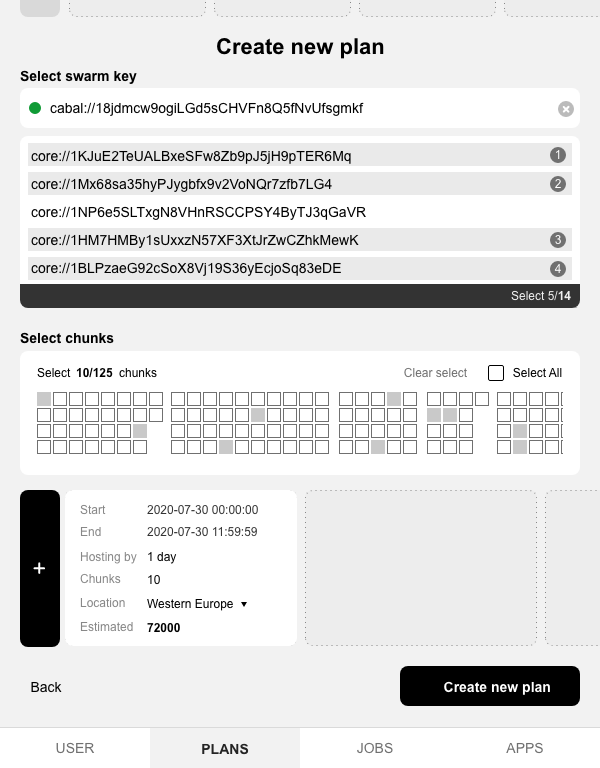 Create new plan
Select swarm key
cabal://18jdmcw9ogiLGd5sCHVFn8Q5fNvUfsgmkf
core://1KJuE2TeUALBxeSFw8Zb9pJ5jH9pTER6Mq 1
core://1Mx68sa35hyPJygbfx9v2VoNQr7zfb7LG4 2
core://1NP6e5SLTxgN8VHnRSCCPSY4ByTJ3qGaVR
core://1HM7HMBy1sUxxzN57XF3XtJrZwCZhkMewK 3
core://1BLPzaeG92cSoX8Vj19S36yEcjoSq83eDE 4
Select 5/14
Select chunks
Select 10/125 chunks Clear select Select All
Start 2020-07-30 00:00:00
End 2020-07-30 11:59:59
Hosting by 1 day
Chunks 10
Location Western Europe
Estimated 72000
Back Create new plan
USER PLANS JOBS APPS